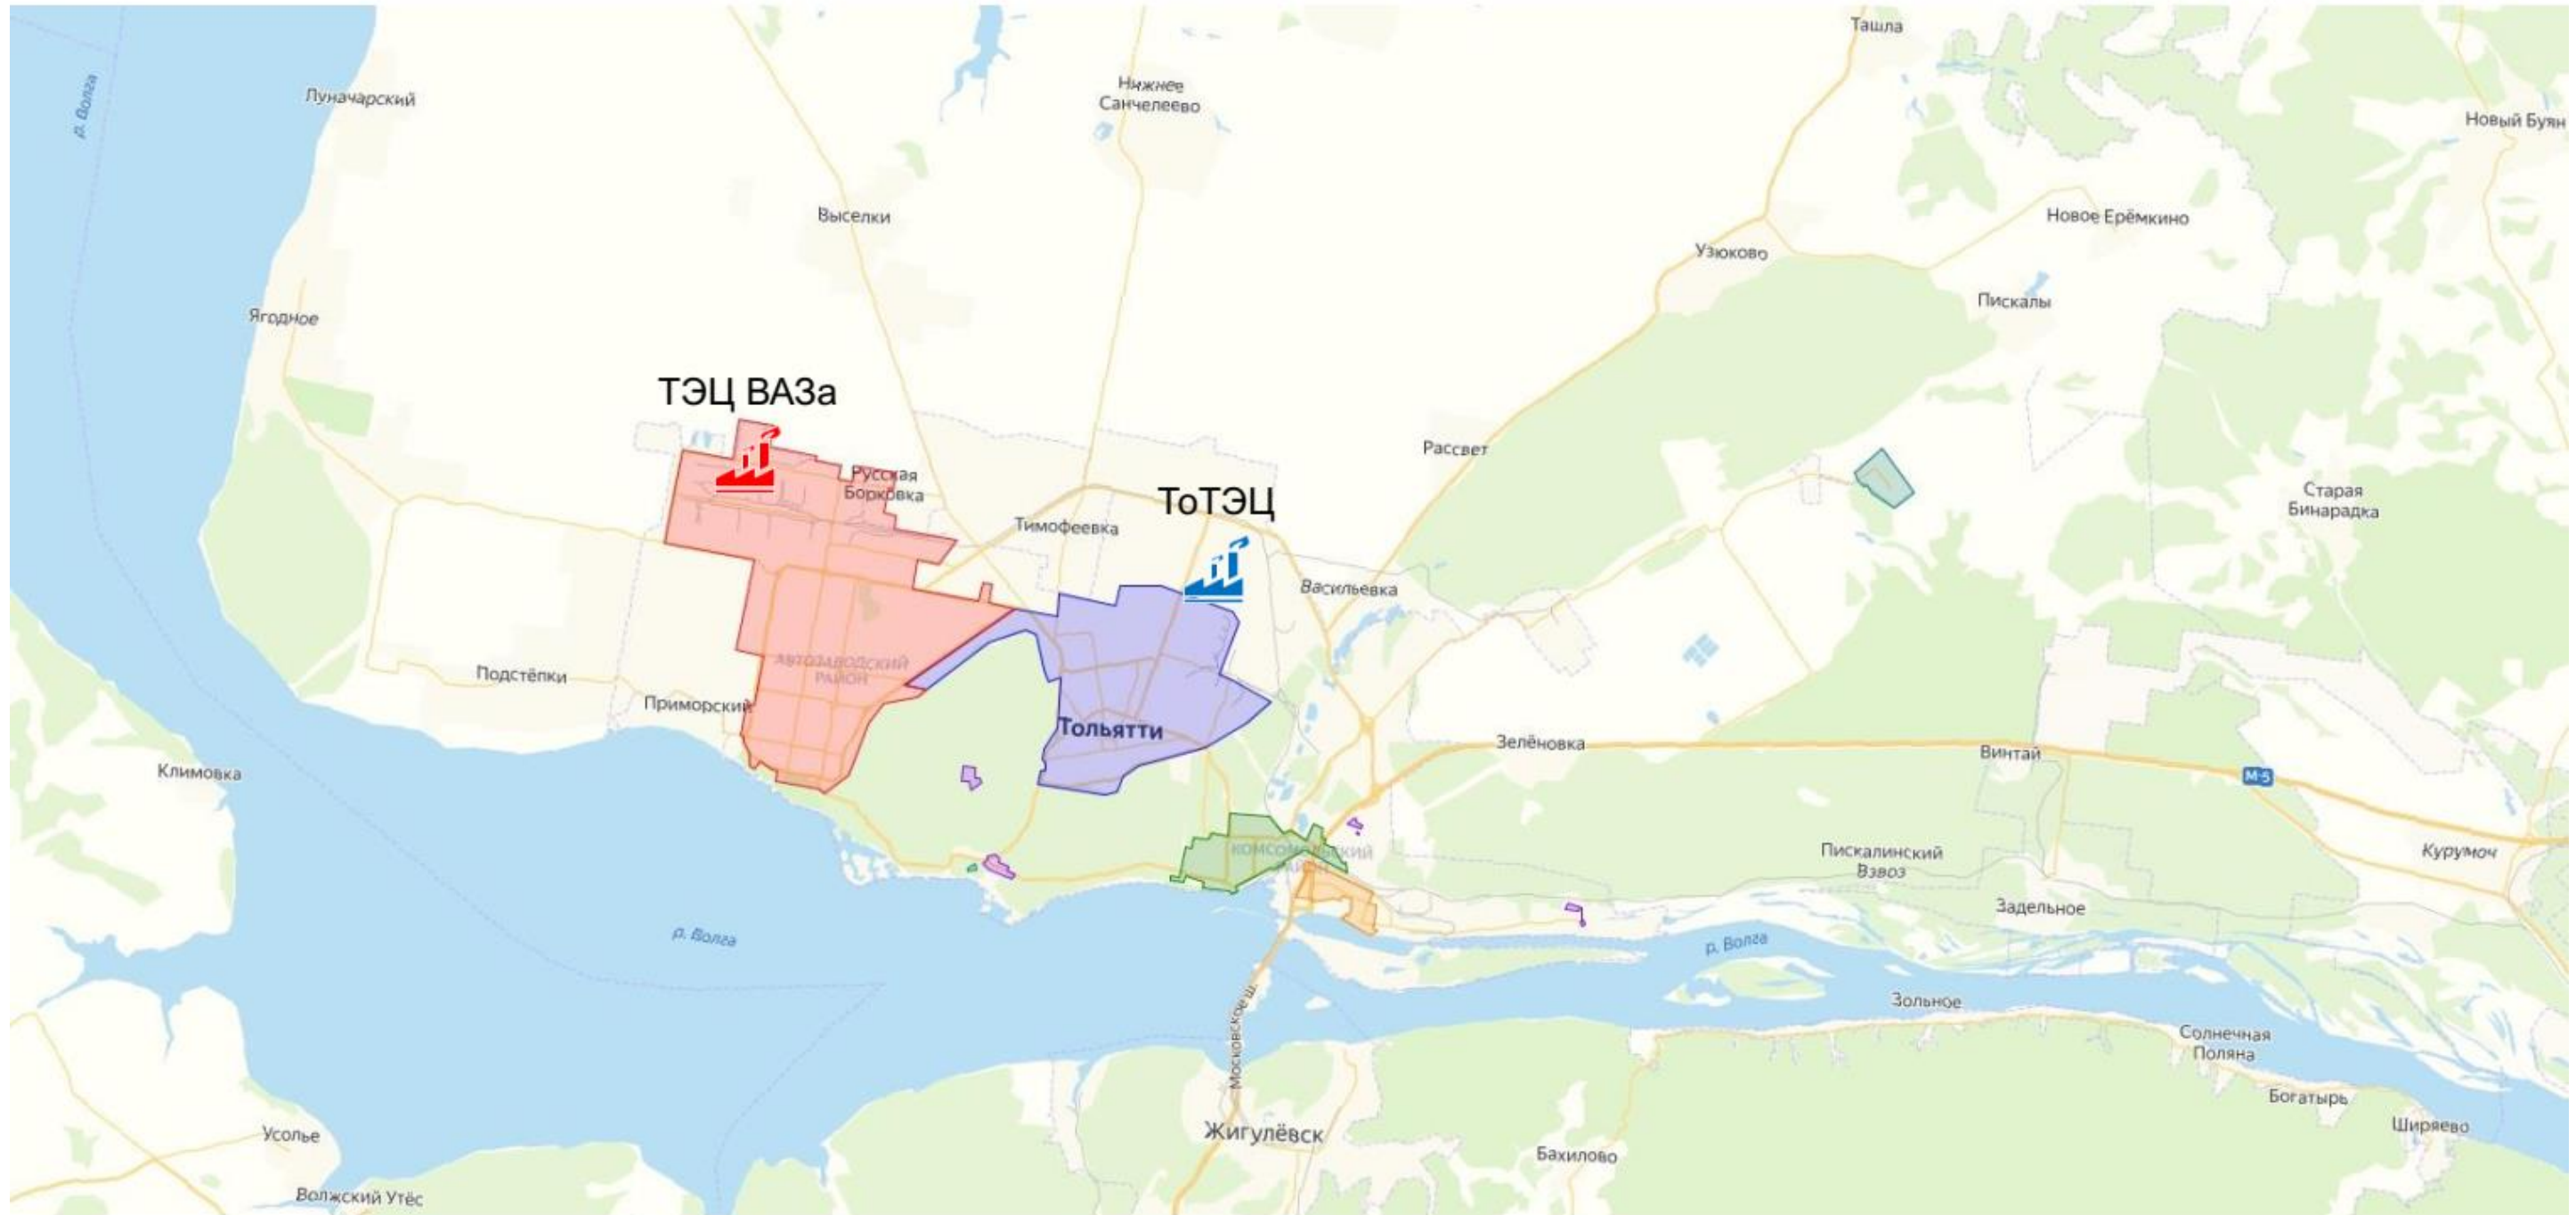 Ташла
р. Волга
Луначарский
Нижнее
Санчелеево
Новый Буян
Выселки
Новое Ерёмкино
Узюково
Пискалы
Ягодное
ТЭЦ ВАЗа
Рассвет
Русская
Борковка
ТоТЭЦ
Старая
Бинарадка
Тимофеевка
Васильевка
АВТОЗАВОДСКИЙ
РАЙОН
Подстёпки
Приморский
Тольятти
Зелёновка
Винтай
М-5
Климовка
КОМСОМОЛЬСКИЙ
РАЙОН
Пискалинский
Взвоз
Курумоч
Задельное
р. Волга
р. Волга
Зольное
Московское ш.
Солнечная
Поляна
Богатырь
Ширяево
Усолье
Жигулёвск
Бахилово
Волжский Утёс